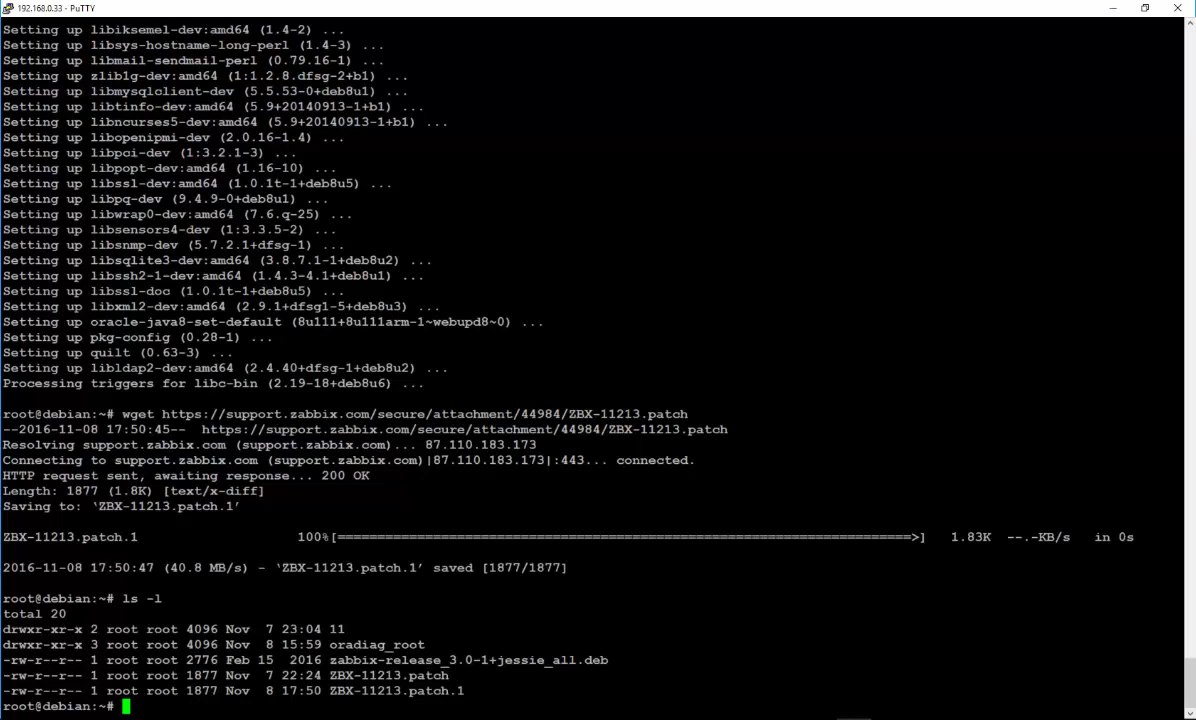 192.168.0.33 - PuTTY
Setting up libiksemel-dev:amd64 (1.4-2) ...
Setting up libsys-hostname-long-perl (1.4-3) ...
Setting up libmail-sendmail-perl (0.79.16-1) ...
Setting up zlib1g-dev:amd64 (1:1.2.8.dfsg-2+b1) ...
Setting up libmysqlclient-dev (5.5.53-0+deb8u1) ...
Setting up libtinfo-dev:amd64 (5.9+20140913-1+b1) ...
Setting up libncurses5-dev:amd64 (5.9+20140913-1+b1) ...
Setting up libopenipmi-dev (2.0.16-1.4) ...
Setting up libpci-dev (1:3.2.1-3) ...
Setting up libpopt-dev:amd64 (1.16-10) ...
Setting up libssl-dev:amd64 (1.0.1t-1+deb8u5) ...
Setting up libpq-dev (9.4.9-0+deb8u1) ...
Setting up libwrap0-dev:amd64 (7.6.q-25) ...
Setting up libsensors4-dev (1:3.3.5-2) ...
Setting up libsnmp-dev (5.7.2.1+dfsg-1) ...
Setting up libsqlite3-dev:amd64 (3.8.7.1-1+deb8u2) ...
Setting up libssh2-1-dev:amd64 (1.4.3-4.1+deb8u1) ...
Setting up libssl-doc (1.0.1t-1+deb8u5) ...
Setting up libxml2-dev:amd64 (2.9.1+dfsg1-5+deb8u3) ...
Setting up oracle-java8-set-default (8u111+8u111arm-1~webupd8~0) ...
Setting up pkg-config (0.28-1) ...
Setting up quilt (0.63-3) ...
Setting up libldap2-dev:amd64 (2.4.40+dfsg-1+deb8u2) ...
Processing triggers for libc-bin (2.19-18+deb8u6) ...
root@debian:~# wget https://support.zabbix.com/secure/attachment/44984/ZBX-11213.patch
--2016-11-08 17:50:45--  https://support.zabbix.com/secure/attachment/44984/ZBX-11213.patch
Resolving support.zabbix.com (support.zabbix.com)... 87.110.183.173
Connecting to support.zabbix.com (support.zabbix.com)|87.110.183.173|:443... connected.
HTTP request sent, awaiting response... 200 OK
Length: 1877 (1.8K) [text/x-diff]
Saving to: ‘ZBX-11213.patch.1’
ZBX-11213.patch.1                    100%[========================================================================>]   1.83K  --.-KB/s   in 0s
2016-11-08 17:50:47 (40.8 MB/s) - ‘ZBX-11213.patch.1’ saved [1877/1877]
root@debian:~# ls -l
total 20
drwxr-xr-x 2 root root 4096 Nov  7 23:04 11
drwxr-xr-x 3 root root 4096 Nov  8 15:59 oradiag_root
-rw-r--r-- 1 root root 2776 Feb 15  2016 zabbix-release_3.0-1+jessie_all.deb
-rw-r--r-- 1 root root 1877 Nov  7 22:24 ZBX-11213.patch
-rw-r--r-- 1 root root 1877 Nov  8 17:50 ZBX-11213.patch.1
root@debian:~#